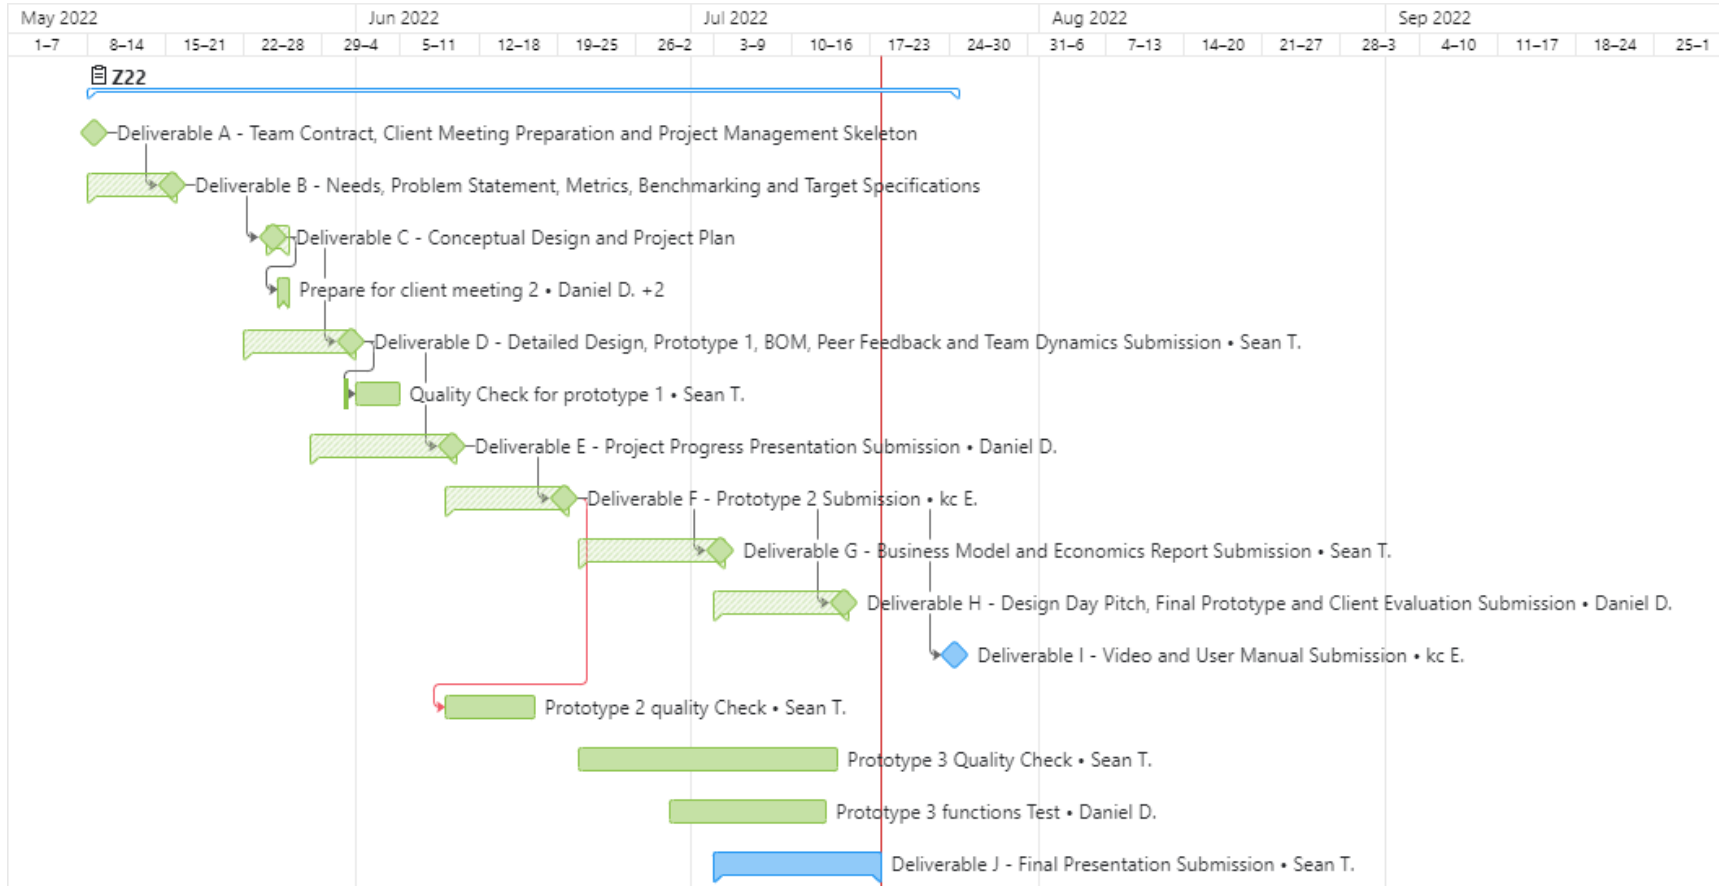 May 2022 Jun 2022 Jul 2022 Aug 2022 Sep 2022
1–7 8–14 15–21 22–28 29–4 5–11 12–18 19–25 26–2 3–9 10–16 17–23 24–30 31–6 7–13 14–20 21–27 28–3 4–10 11–17 18–24 25–1
Z22
Deliverable A - Team Contract, Client Meeting Preparation and Project Management Skeleton
Deliverable B - Needs, Problem Statement, Metrics, Benchmarking and Target Specifications
Deliverable C - Conceptual Design and Project Plan
Prepare for client meeting 2 • Daniel D. +2
Deliverable D - Detailed Design, Prototype 1, BOM, Peer Feedback and Team Dynamics Submission • Sean T.
Quality Check for prototype 1 • Sean T.
Deliverable E - Project Progress Presentation Submission • Daniel D.
Deliverable F - Prototype 2 Submission • kc E.
Deliverable G - Business Model and Economics Report Submission • Sean T.
Deliverable H - Design Day Pitch, Final Prototype and Client Evaluation Submission • Daniel D.
Deliverable I - Video and User Manual Submission • kc E.
Prototype 2 quality Check • Sean T.
Prototype 3 Quality Check • Sean T.
Prototype 3 functions Test • Daniel D.
Deliverable J - Final Presentation Submission • Sean T.